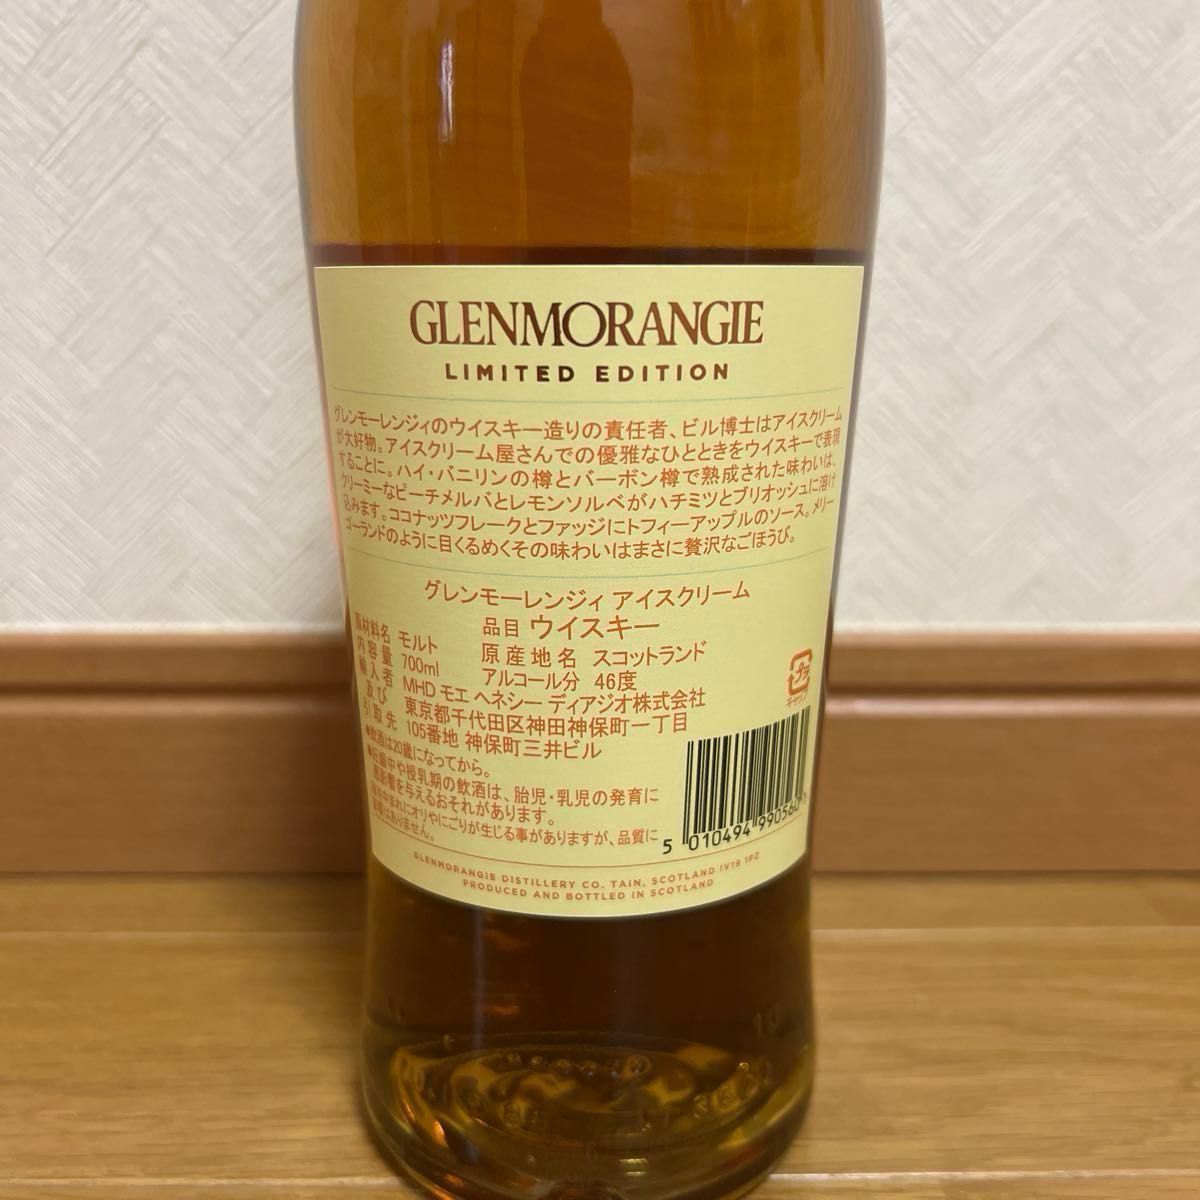 GLENMORANGIE
LIMITED EDITION
グレンモーレンジィのウイスキー造りの責任者、ビル博士はアイスクリーム
が大好物。アイスクリーム屋さんでの優雅なひとときをウイスキーで表現
することに。ハイ・バニリンの樽とバーボン樽で熟成された味わいは、
クリーミーなピーチメルバとレモンソルベがハチミツとブリオッシュに溶け
込みます。ココナッツフレークとファッジにトフィーアップルのソース。メリー
ゴーランドのように目くるめくその味わいはまさに贅沢なごほうび。
グレンモーレンジィ アイスクリーム
品目 ウイスキー
原材料名 モルト 原産地名 スコットランド
内容量 700ml アルコール分 46度
輸入者 MHD モエ ヘネシー ディアジオ株式会社
及び 東京都千代田区神田神保町一丁目
引取先 105番地 神保町三井ビル
●飲酒は20歳になってから。
●妊娠中や授乳期の飲酒は、胎児・乳児の発育に
悪影響を与えるおそれがあります。
まれにオリやにごりが生じる事がありますが、品質に
はありません。
プラ
キャップ
5 010494 990560
GLENMORANGIE DISTILLERY CO. TAIN, SCOTLAND IV19 1PZ
PRODUCED AND BOTTLED IN SCOTLAND